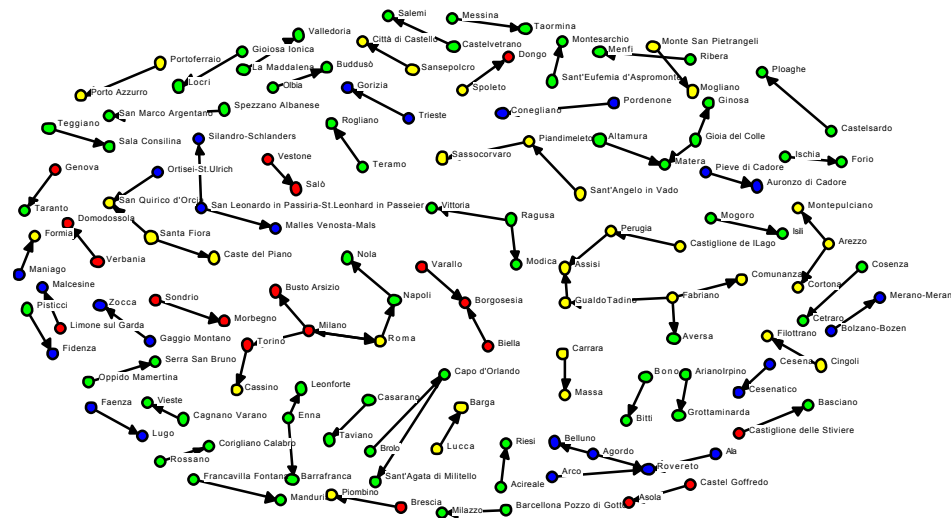 Salemi
Messina
Taormina
Valledoria
Città di Castello
Castelvetrano
Montesarchio
Monte San Pietrangeli
Gioiosa Ionica
Menfi
Ribera
Portoferraio
La Maddalena
Buddusò
Sansepolcro
Dongo
Ploaghe
Locri
Olbia
Gorizia
Spoleto
Sant'Eufemia d'Aspromonte
Mogliano
Porto Azzurro
Spezzano Albanese
Conegliano
Pordenone
Ginosa
San Marco Argentano
Trieste
Rogliano
Teggiano
Castelsardo
Sala Consilina
Silandro-Schlanders
Piandimeleto
Altamura
Gioia del Colle
Vestone
Sassocorvaro
Ischia
Forio
Genova
Ortisei-St.Ulrich
Teramo
Matera
Pieve di Cadore
Salò
Sant'Angelo in Vado
Auronzo di Cadore
San Quirico d'Orcia
San Leonardo in Passiria-St.Leonhard in Passeier
Vittoria
Montepulciano
Taranto
Domodossola
Ragusa
Mogoro
Malles Venosta-Mals
Perugia
Isili
Formia
Santa Fiora
Castiglione de lLago
Arezzo
Caste del Piano
Nola
Verbania
Varallo
Modica
Assisi
Cosenza
Maniago
Comunanza
Malcesine
Busto Arsizio
Cortona
Pisticci
Zocca
Sondrio
Napoli
Borgosesia
GualdoTadino
Fabriano
Merano-Meran
Morbegno
Cetraro
Limone sul Garda
Milano
Bolzano-Bozen
Gaggio Montano
Torino
Roma
Biella
Aversa
Filottrano
Fidenza
Carrara
Serra San Bruno
Cesena
Cingoli
Oppido Mamertina
Cassino
Leonforte
Capo d'Orlando
Bono
ArianoIrpino
Massa
Cesenatico
Faenza
Vieste
Casarano
Barga
Basciano
Cagnano Varano
Enna
Bitti
Grottaminarda
Lugo
Taviano
Castiglione delle Stiviere
Corigliano Calabro
Brolo
Lucca
Riesi
Belluno
Rossano
Agordo
Ala
Francavilla Fontana
Barrafranca
Sant'Agata di Militello
Arco
Rovereto
Acireale
Castel Goffredo
Manduria
Piombino
Brescia
Milazzo
Barcellona Pozzo di Gotto
Asola